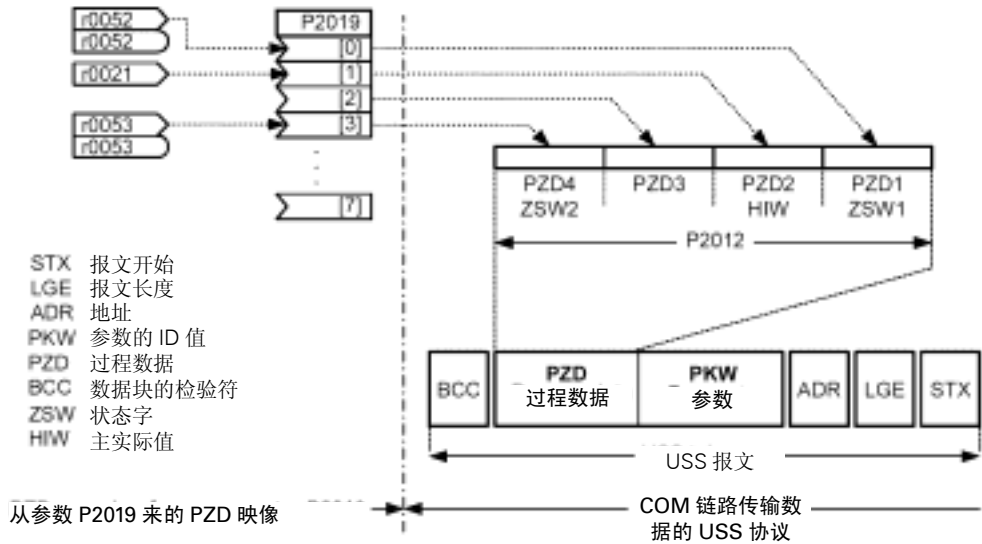 r0052
r0052
r0021
r0053
r0053
P2019
[0]
[1]
[2]
[3]
[7]
PZD4 PZD3 PZD2 PZD1
ZSW2 HIW ZSW1
P2012
STX 报文开始
LGE 报文长度
ADR 地址
PKW 参数的 ID 值
PZD 过程数据
BCC 数据块的检验符
ZSW 状态字
HIW 主实际值
BCC
PZD
过程数据
PKW
参数
ADR
LGE
STX
USS 报文
从参数 P2019 来的 PZD 映像
COM 链路传输数
据的 USS 协议